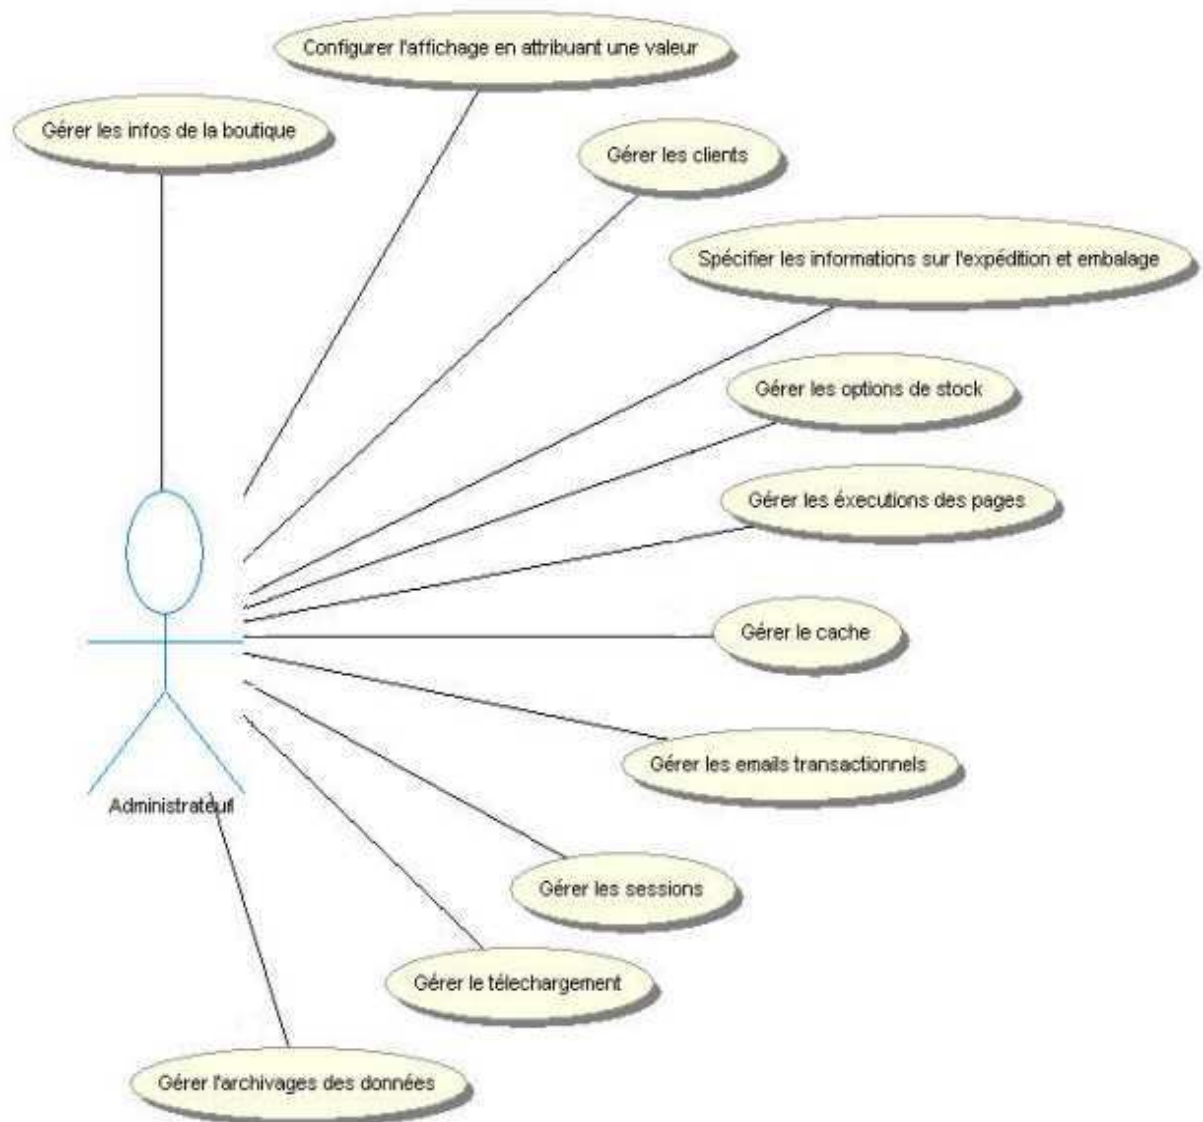 Configurer l'affichage en attribuant une valeur
Gérer les infos de la boutique
Gérer les clients
Spécifier les informations sur l'expédition et embalage
Gérer les options de stock
Gérer les éxecutions des pages
Gérer le cache
Gérer les emails transactionnels
Administrateur
Gérer les sessions
Gérer le télechargement
Gérer l'archivages des données